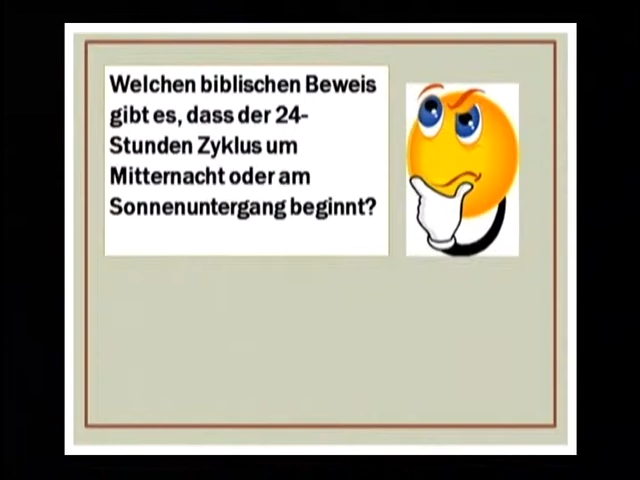 Welchen biblischen Beweis
gibt es, dass der 24-
Stunden Zyklus um
Mitternacht oder am
Sonnenuntergang beginnt?